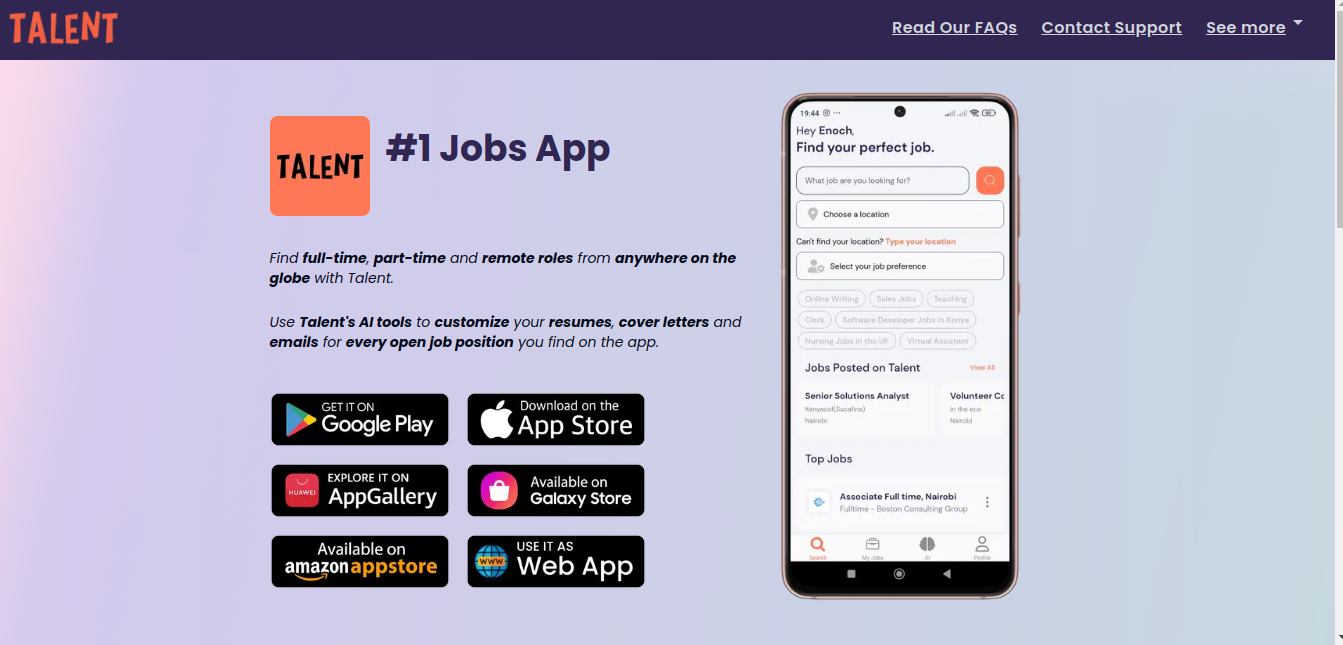 TALENT
Read Our FAQs
Contact Support
See more
TALENT
#1 Jobs App
Find full-time, part-time and remote roles from anywhere on the
globe with Talent.
Use Talent's AI tools to customize your resumes, cover letters and
emails for every open job position you find on the app.
GET IT ON
Google Play
Download on the
App Store
HUAWEI
EXPLORE IT ON
AppGallery
Available on
Galaxy Store
Available on
amazon appstore
WWW
USE IT AS
Web App
19:44
Hey Enoch,
Find your perfect job.
What job are you looking for?
Choose a location
Can't find your location? Type your location
Select your job preference
Online Writing
Sales Jobs
Teaching
Clerk
Software Developer Jobs in Kenya
Nursing Jobs in the UK
Virtual Assistant
Jobs Posted on Talent
View All
Senior Solutions Analyst
Kenyacof(Sucafina)
Nairobi
Volunteer Co
in the eco
Nairobi
Top Jobs
Associate Full time, Nairobi
Fulltime - Boston Consulting Group
Search
My Jobs
AI
Profile